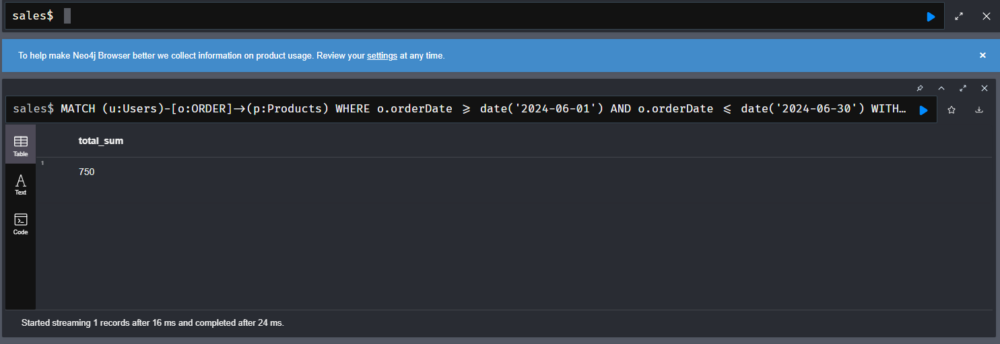 sales$
To help make Neo4j Browser better we collect information on product usage. Review your settings at any time.
sales$ MATCH (u:Users)-[o:ORDER]→(p:Products) WHERE o.orderDate ⩾ date('2024-06-01') AND o.orderDate ⩽ date('2024-06-30') WITH…
Table
total_sum
1
750
Text
Code
Started streaming 1 records after 16 ms and completed after 24 ms.